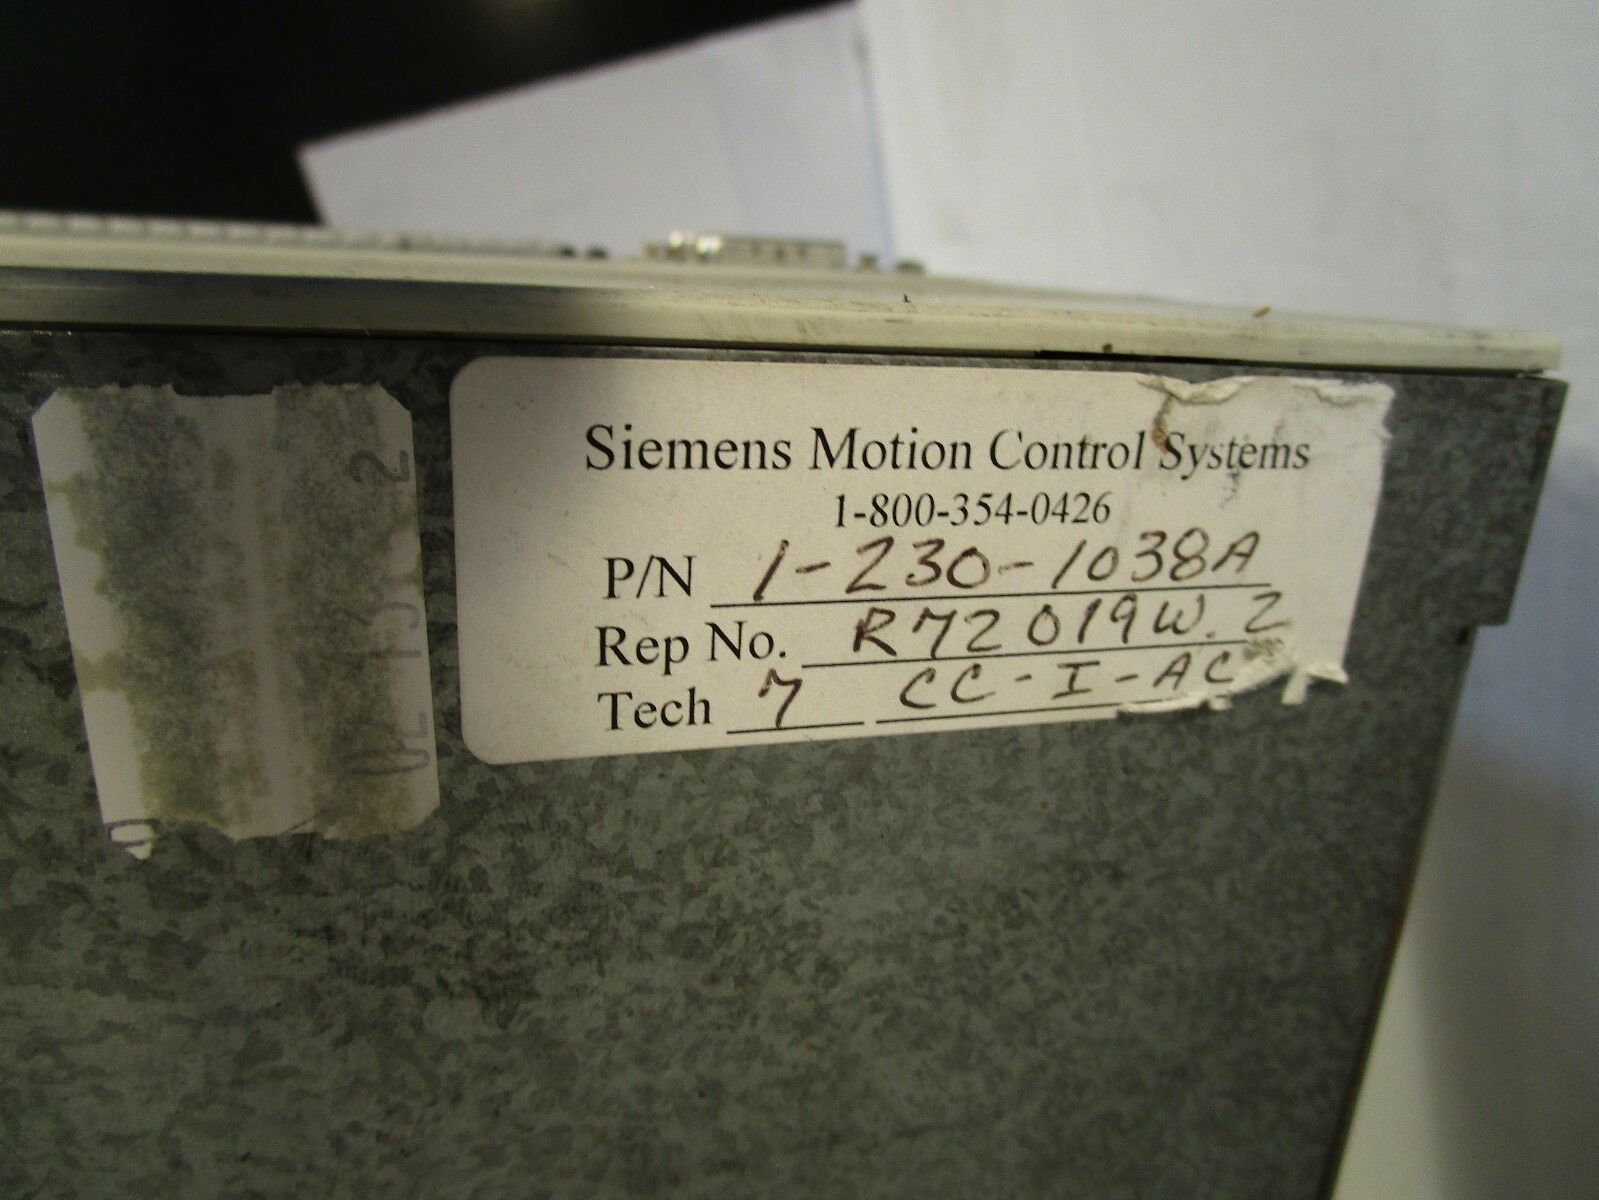 Siemens Motion Control Systems
1-800-354-0426
P/N 1-230-1038A
Rep No. R72019W.2
Tech 7 CC-I-AC